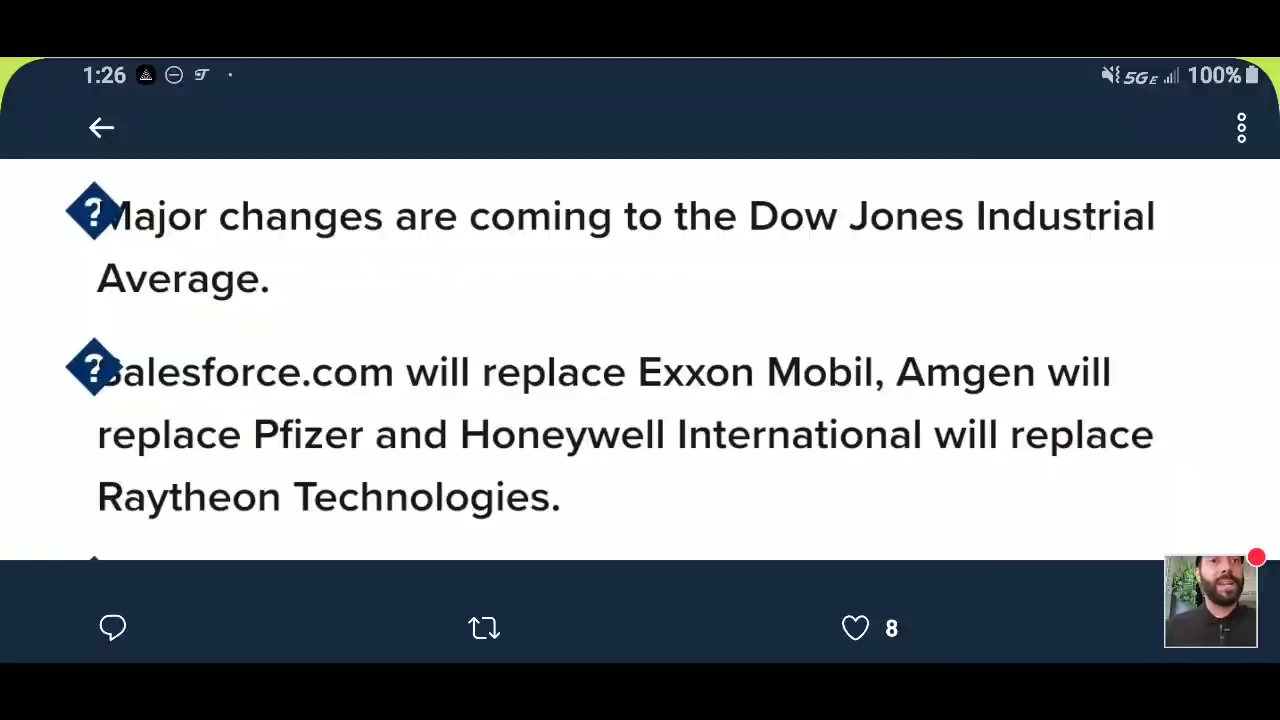 1:26
5GE 100%
? Major changes are coming to the Dow Jones Industrial
Average.
? Salesforce.com will replace Exxon Mobil, Amgen will
replace Pfizer and Honeywell International will replace
Raytheon Technologies.
8